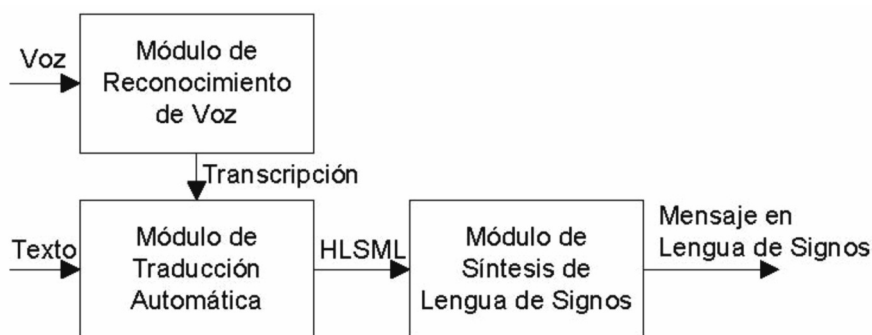 Voz
Módulo de
Reconocimiento
de Voz
Transcripción
Texto
Módulo de
Traducción
Automática
HLSML
Módulo de
Síntesis de
Lengua de Signos
Mensaje en
Lengua de Signos